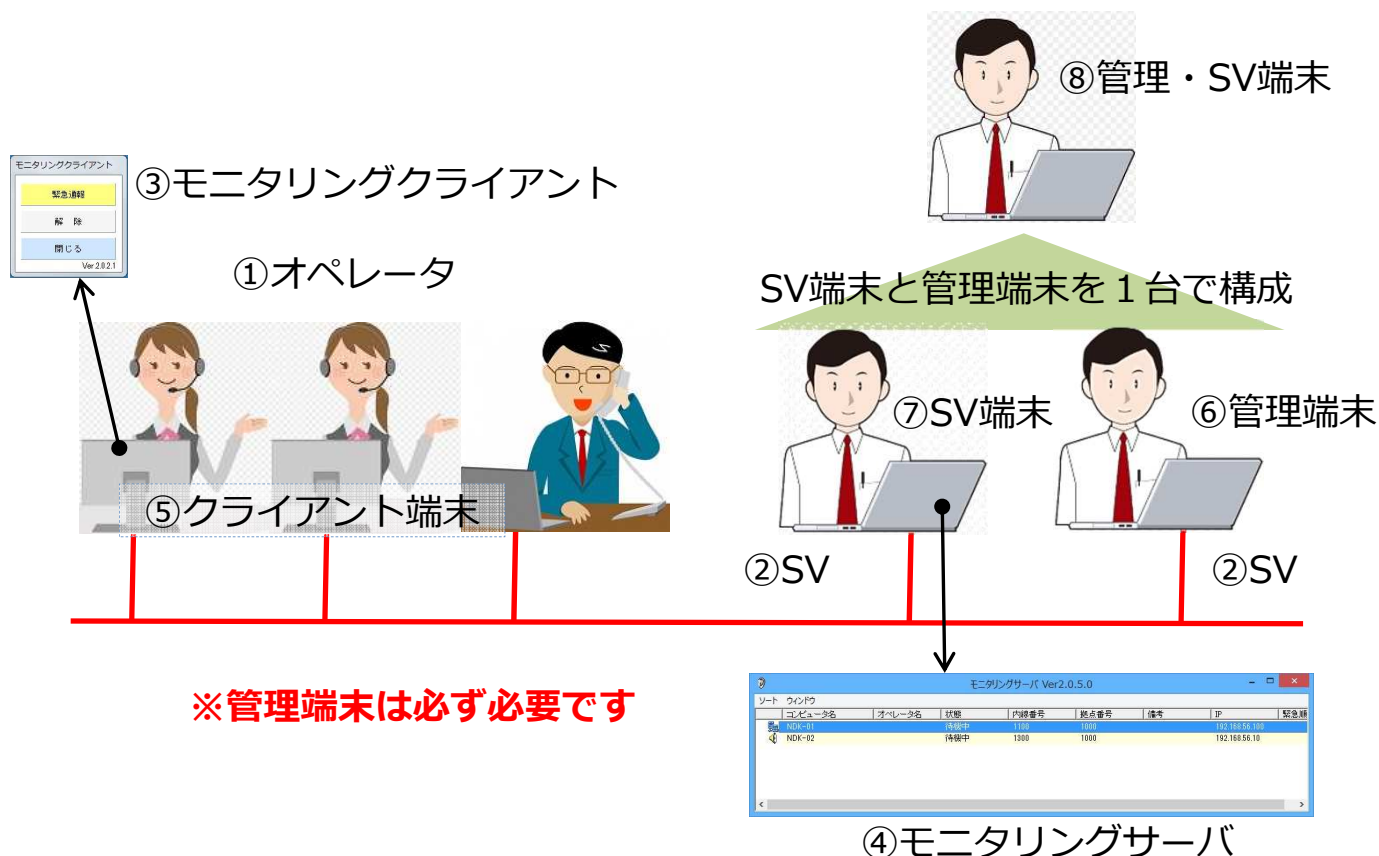 ⑧管理・SV端末
モニタリングクライアント
緊急通報
解　除
閉じる
Ver 2.0.2.1
③モニタリングクライアント
①オペレータ
SV端末と管理端末を１台で構成
⑦SV端末
⑥管理端末
⑤クライアント端末
②SV
②SV
※管理端末は必ず必要です
モニタリングサーバ Ver2.0.5.0
ソート ウィンドウ
コンピュータ名 オペレータ名 状態 内線番号 拠点番号 備考 IP 緊急順
NDK-01 待機中 1100 1000 192.168.56.100
NDK-02 待機中 1300 1000 192.168.56.10
④モニタリングサーバ